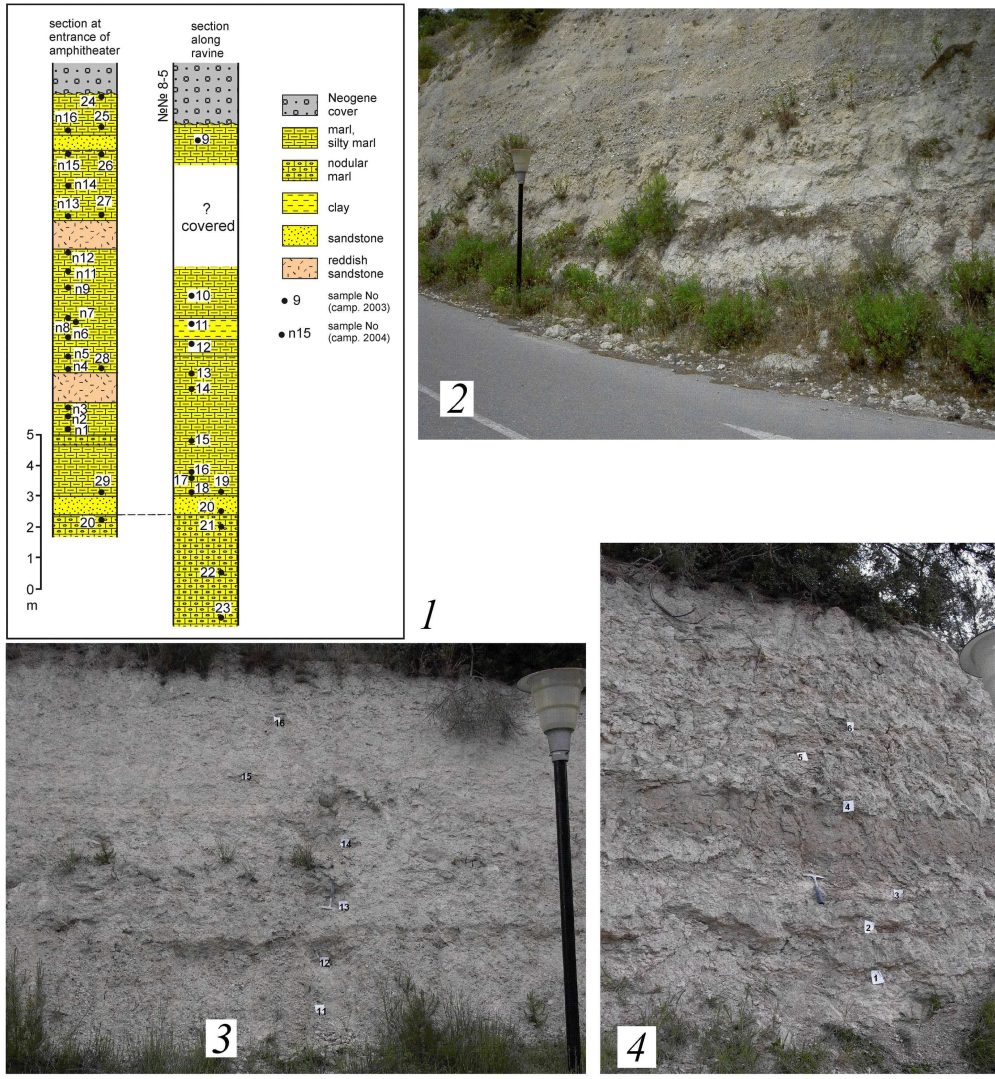 section at
entrance of
amphitheater
24
n16
25
n15
26
n14
n13
27
n12
n11
n9
n7
n8
n6
n5
28
n4
n3
n2
n1
29
20
5
4
3
2
1
0
m
section
along
ravine
№№ 8-5
9
?
covered
10
11
12
13
14
15
16
17
18
19
20
21
22
23
Neogene
cover
marl,
silty marl
nodular
marl
clay
sandstone
reddish
sandstone
9
sample No
(camp. 2003)
n15
sample No
(camp. 2004)
1
2
16
15
14
13
12
11
3
6
5
4
3
2
1
4